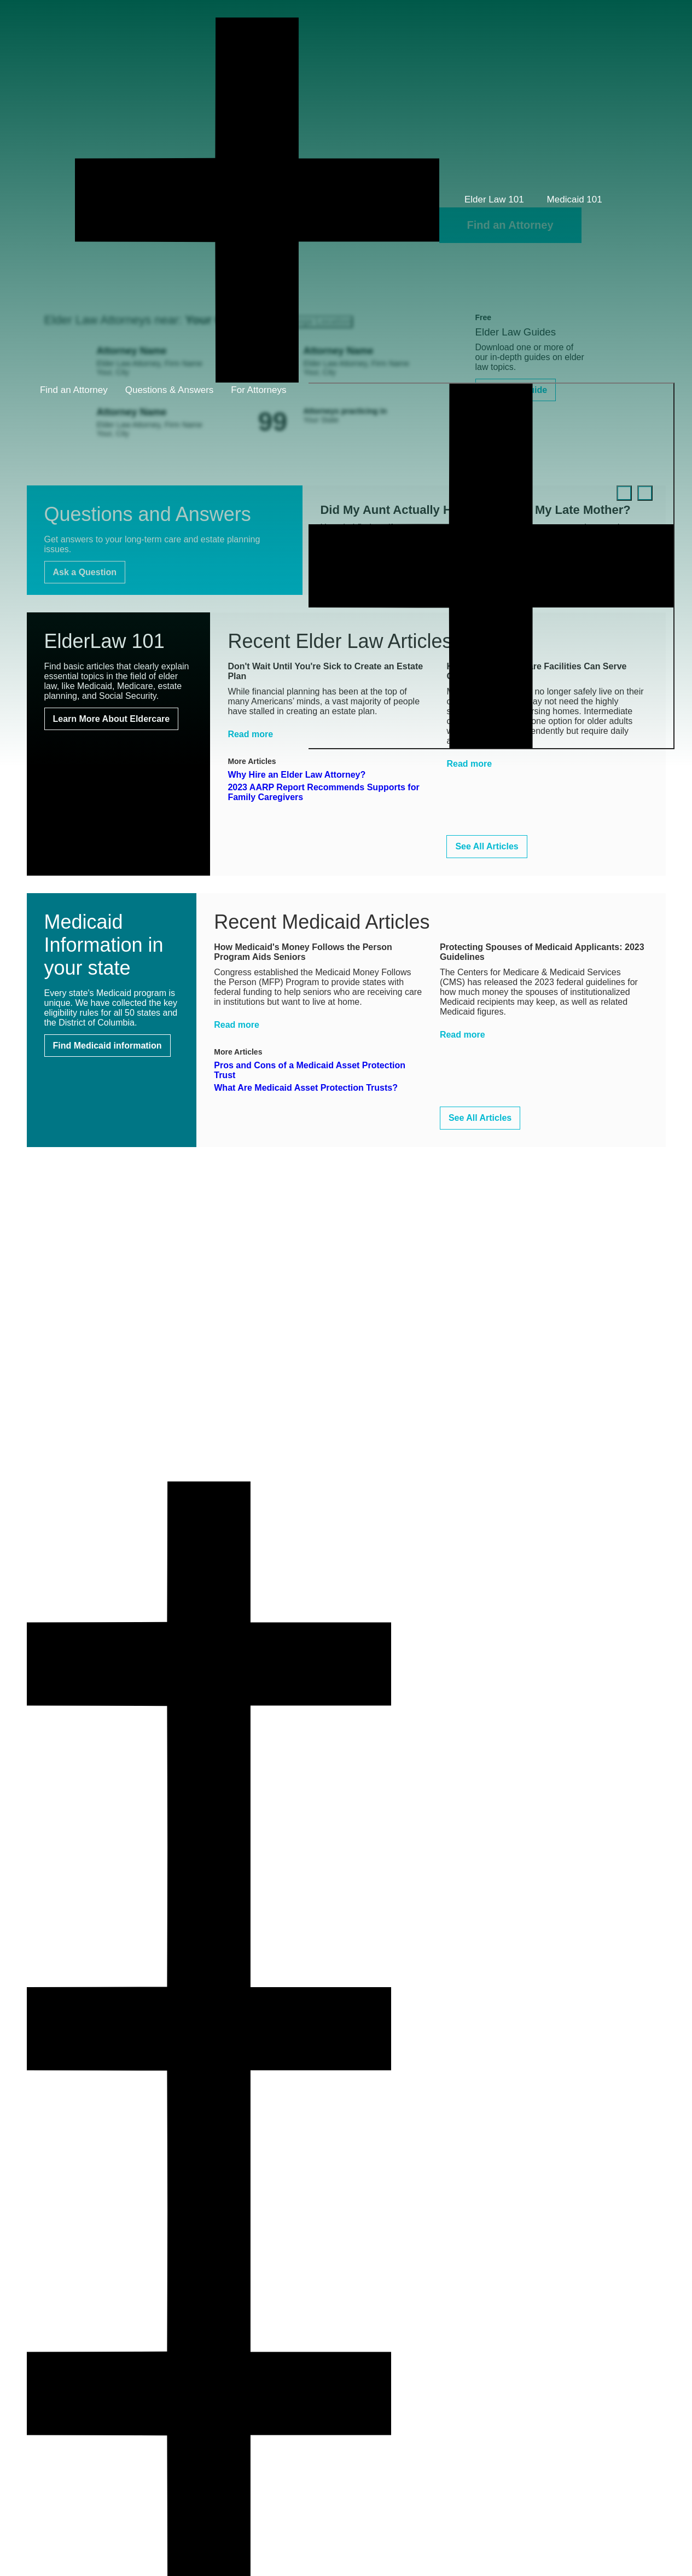 Elder Law 101
Medicaid 101
Find an Attorney
Elder Law Attorneys near: Your
Free
Elder Law Guides
Download one or more of
our in-depth guides on elder
law topics.
Attorney Name
Elder Law Attorney, Firm Name
Your, City
Attorney Name
Elder Law Attorney, Firm Name
Your, City
Find an Attorney
Questions & Answers
For Attorneys
Attorney Name
Elder Law Attorney, Firm Name
Your, City
99
Attorneys practicing in
Your State
Questions and Answers
Get answers to your long-term care and estate planning
issues.
Ask a Question
Did My Aunt Actually My Late Mother?
ElderLaw 101
Find basic articles that clearly explain
essential topics in the field of elder
law, like Medicaid, Medicare, estate
planning, and Social Security.
Learn More About Eldercare
Recent Elder Law Articles
Don't Wait Until You're Sick to Create an Estate
Plan
While financial planning has been at the top of
many Americans' minds, a vast majority of people
have stalled in creating an estate plan.
Read more
More Articles
Why Hire an Elder Law Attorney?
2023 AARP Report Recommends Supports for
Family Caregivers
Facilities Can Serve
no longer safely live on their
not need the highly
homes. Intermediate
one option for older adults
but require daily
Read more
See All Articles
Medicaid
Information in
your state
Every state's Medicaid program is
unique. We have collected the key
eligibility rules for all 50 states and
the District of Columbia.
Find Medicaid information
Recent Medicaid Articles
How Medicaid's Money Follows the Person
Program Aids Seniors
Congress established the Medicaid Money Follows
the Person (MFP) Program to provide states with
federal funding to help seniors who are receiving care
in institutions but want to live at home.
Read more
More Articles
Pros and Cons of a Medicaid Asset Protection
Trust
What Are Medicaid Asset Protection Trusts?
Protecting Spouses of Medicaid Applicants: 2023
Guidelines
The Centers for Medicare & Medicaid Services
(CMS) has released the 2023 federal guidelines for
how much money the spouses of institutionalized
Medicaid recipients may keep, as well as related
Medicaid figures.
Read more
See All Articles